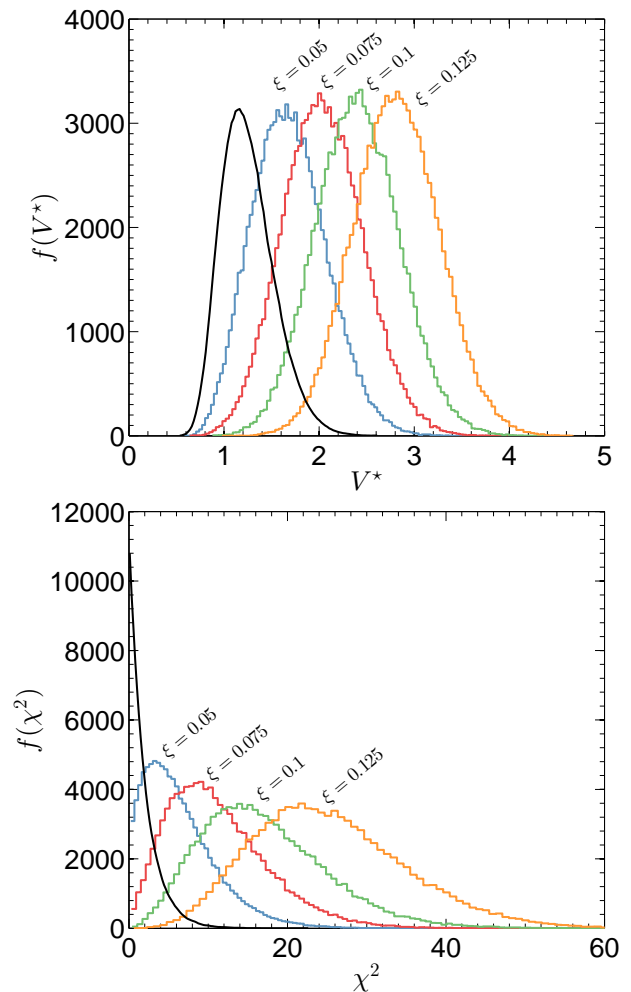 4000
3000
2000
1000
0
f(V⋆)
ξ = 0.05
ξ = 0.075
ξ = 0.1
ξ = 0.125
0 1 2 3 4 5
V⋆
12000
10000
8000
6000
4000
2000
0
f(χ²)
ξ = 0.05
ξ = 0.075
ξ = 0.1
ξ = 0.125
0 20 40 60
χ²